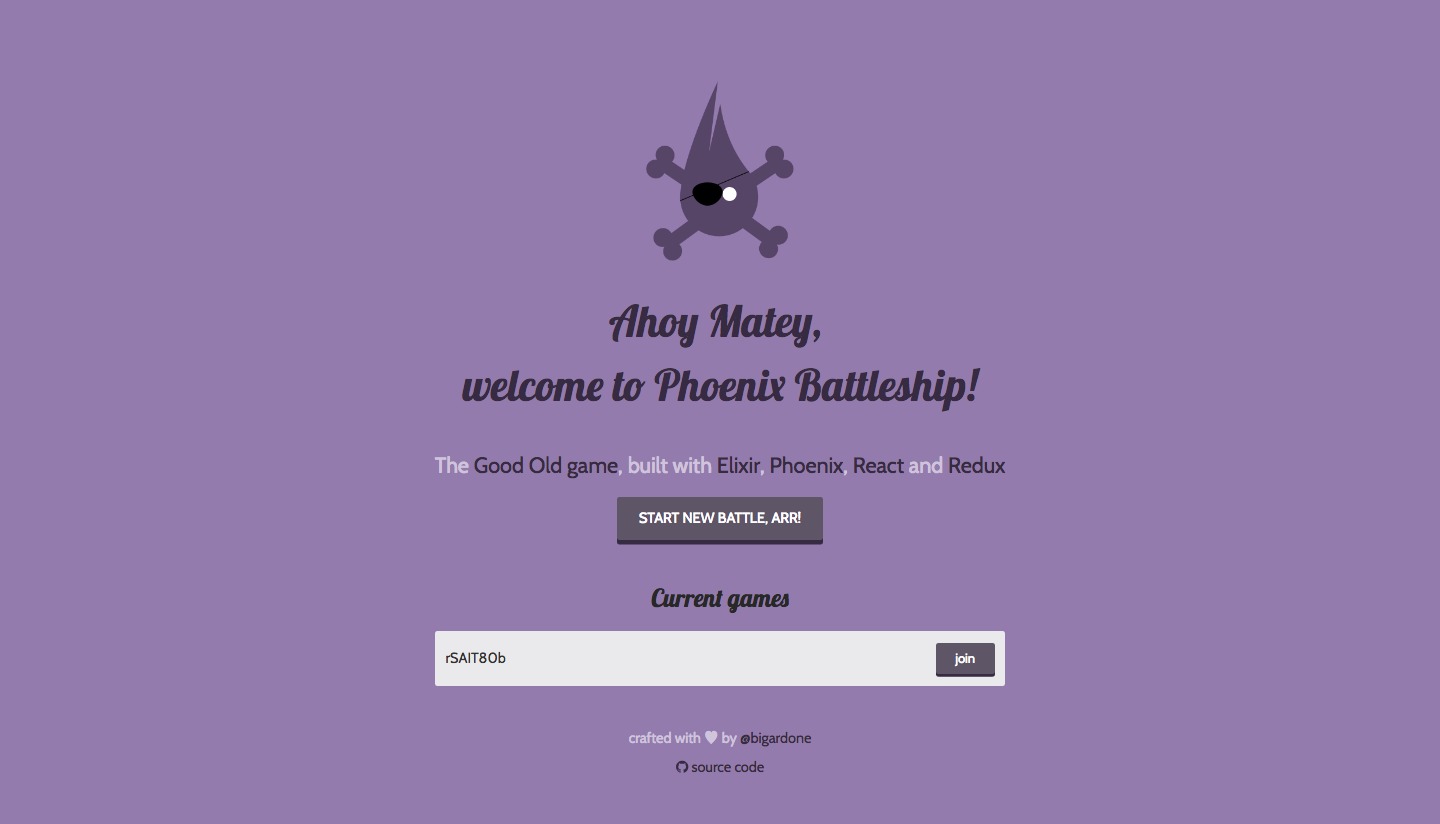 Ahoy Matey,
welcome to Phoenix Battleship!
The Good Old game, built with Elixir, Phoenix, React and Redux
START NEW BATTLE, ARR!
Current games
rSAIT80b join
crafted with ♥ by @bigardone
source code